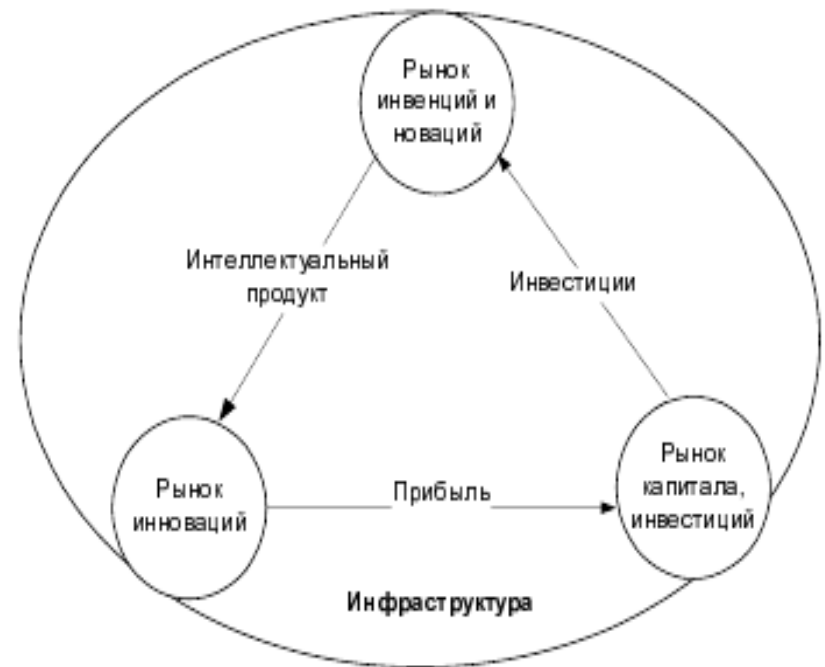 Рынок
инвенций и
новаций
Интеллектуальный
продукт
Инвестиции
Рынок
инноваций
Прибыль
Рынок
капитала,
инвестиций
Инфраструктура